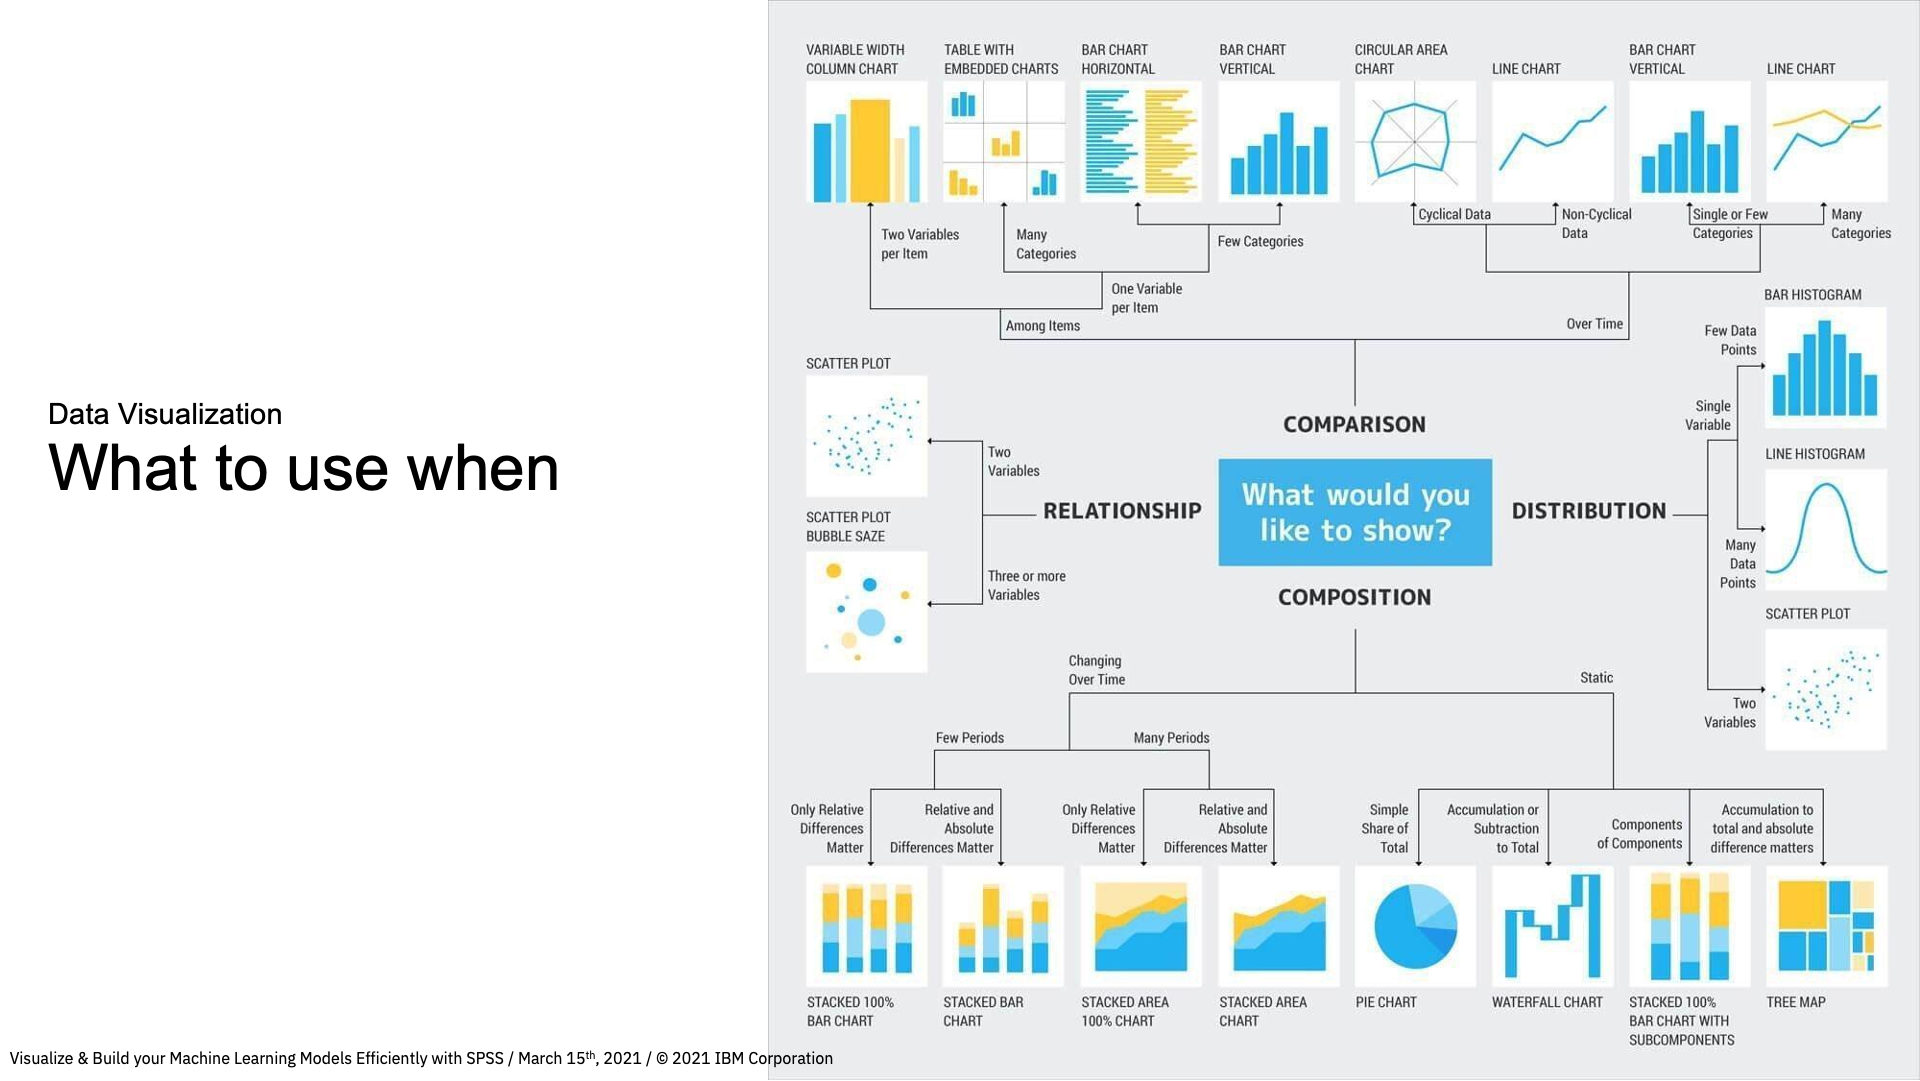 Data Visualization
What to use when
VARIABLE WIDTH
COLUMN CHART
TABLE WITH
EMBEDDED CHARTS
BAR CHART
HORIZONTAL
BAR CHART
VERTICAL
CIRCULAR AREA
CHART
LINE CHART
BAR CHART
VERTICAL
LINE CHART
Two Variables
per Item
Many
Categories
Few Categories
Cyclical Data
Non-Cyclical
Data
Single or Few
Categories
Many
Categories
One Variable
per Item
Among Items
Over Time
BAR HISTOGRAM
Few Data
Points
Single
Variable
LINE HISTOGRAM
Many
Data
Points
SCATTER PLOT
Two
Variables
SCATTER PLOT
Two
Variables
SCATTER PLOT
BUBBLE SAZE
Three or more
Variables
COMPARISON
RELATIONSHIP
What would you
like to show?
DISTRIBUTION
COMPOSITION
Changing
Over Time
Static
Few Periods
Many Periods
Only Relative
Differences
Matter
Relative and
Absolute
Differences Matter
Only Relative
Differences
Matter
Relative and
Absolute
Differences Matter
Simple
Share of
Total
Accumulation or
Subtraction
to Total
Components
of Components
Accumulation to
total and absolute
difference matters
STACKED 100%
BAR CHART
STACKED BAR
CHART
STACKED AREA
100% CHART
STACKED AREA
CHART
PIE CHART
WATERFALL CHART
STACKED 100%
BAR CHART WITH
SUBCOMPONENTS
TREE MAP
Visualize & Build your Machine Learning Models Efficiently with SPSS / March 15th, 2021 / © 2021 IBM Corporation